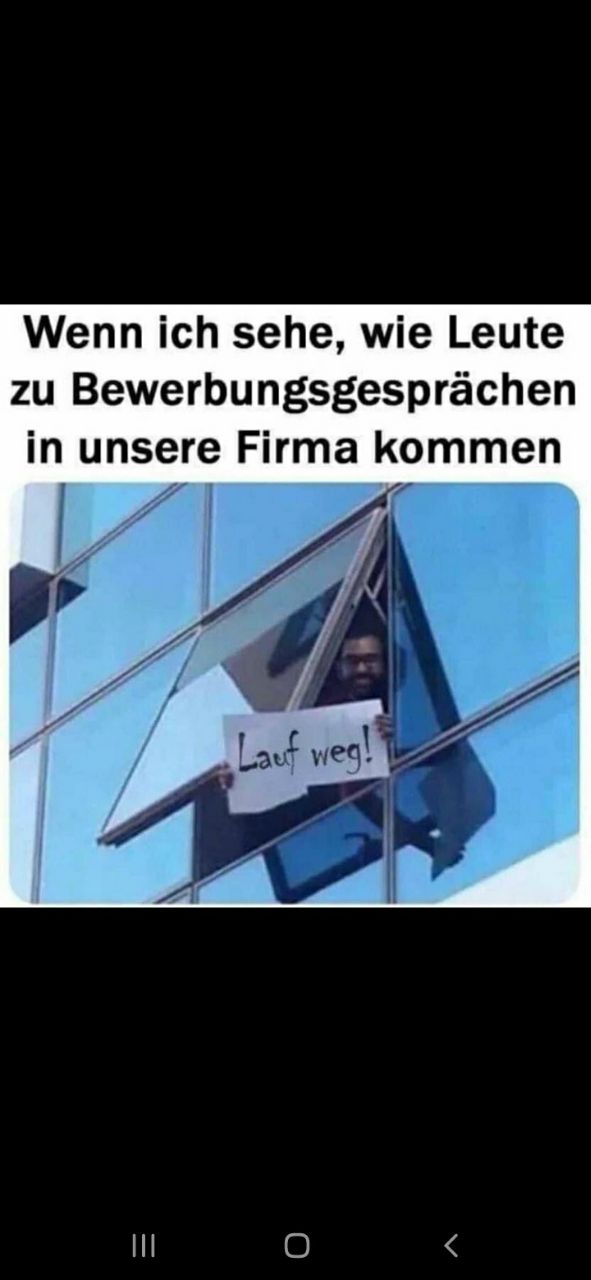 Wenn ich sehe, wie Leute
zu Bewerbungsgesprächen
in unsere Firma kommen
Lauf weg!